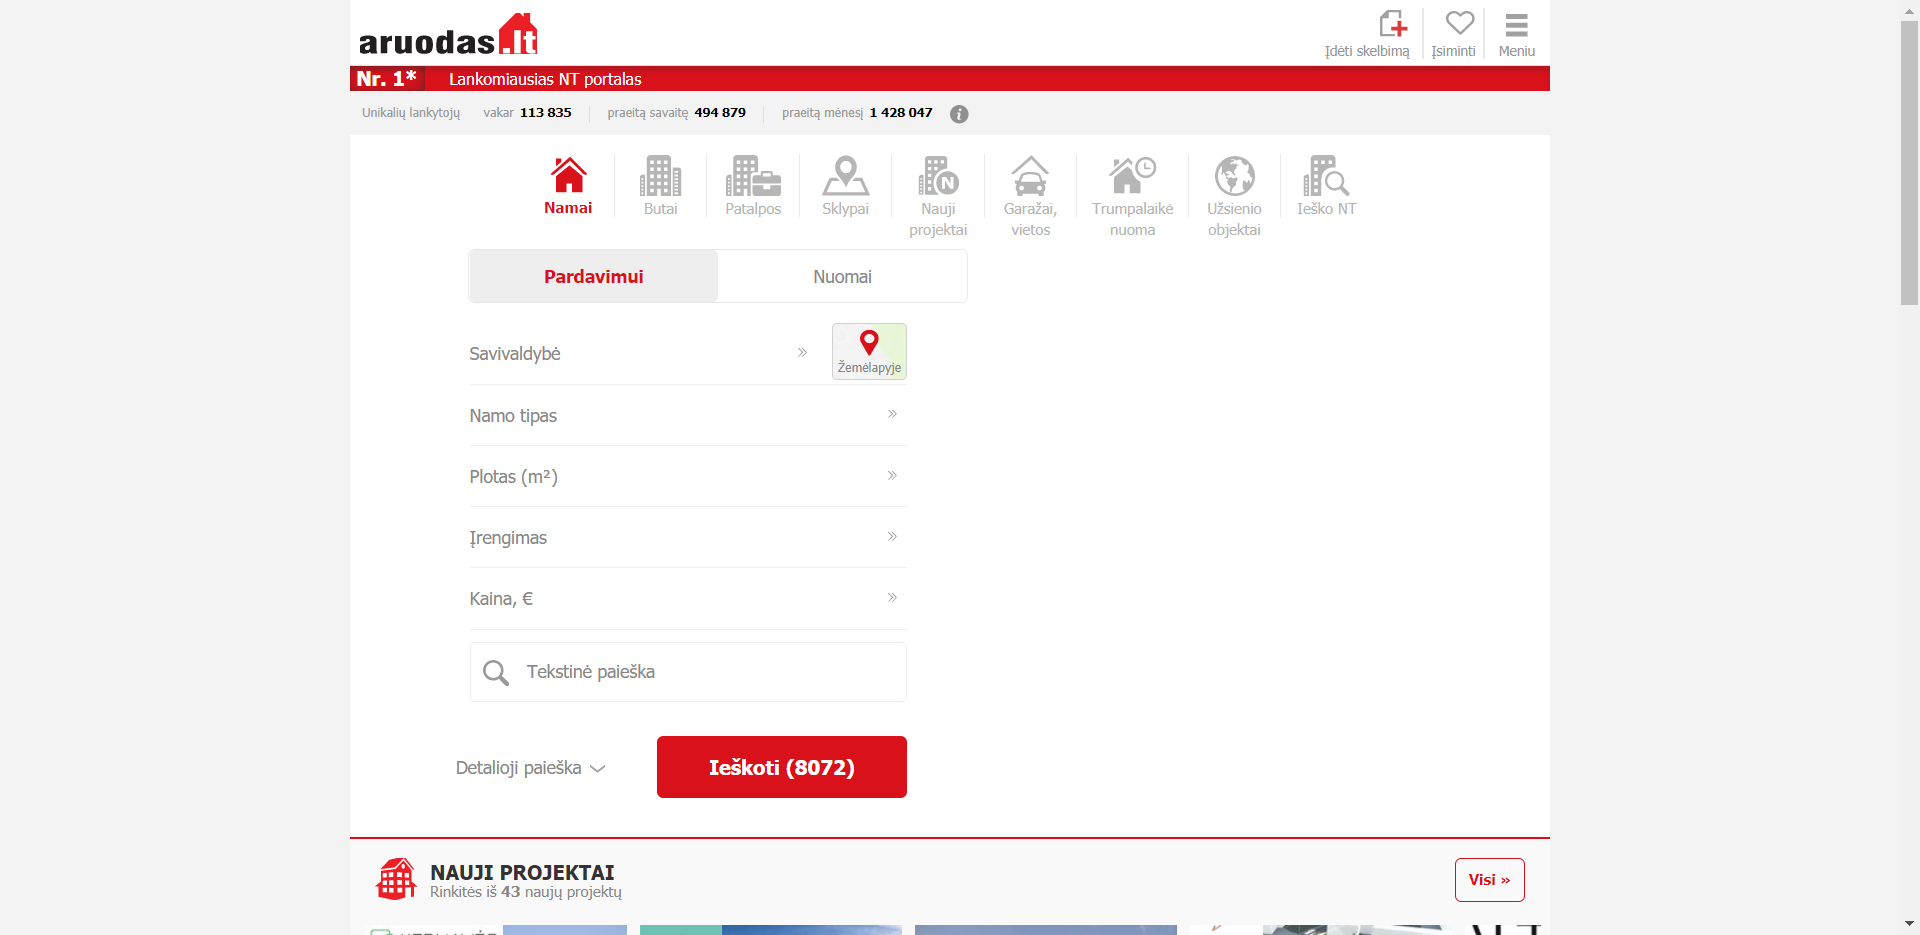 aruodas.lt
Įdėti skelbimą
Įsiminti
Meniu
Nr. 1*
Lankomiausias NT portalas
Unikalių lankytojų vakar 113 835 praeitą savaitę 494 879 praeitą mėnesį 1 428 047
Namai
Butai
Patalpos
Sklypai
Nauji
projektai
Garažai,
vietos
Trumpalaikė
nuoma
Užsienio
objektai
Ieško NT
Pardavimui
Nuomai
Savivaldybė »
Žemėlapyje
Namo tipas »
Plotas (m²) »
Įrengimas »
Kaina, € »
Tekstinė paieška
Detalioji paieška
Ieškoti (8072)
NAUJI PROJEKTAI
Rinkitės iš 43 naujų projektų
Visi »